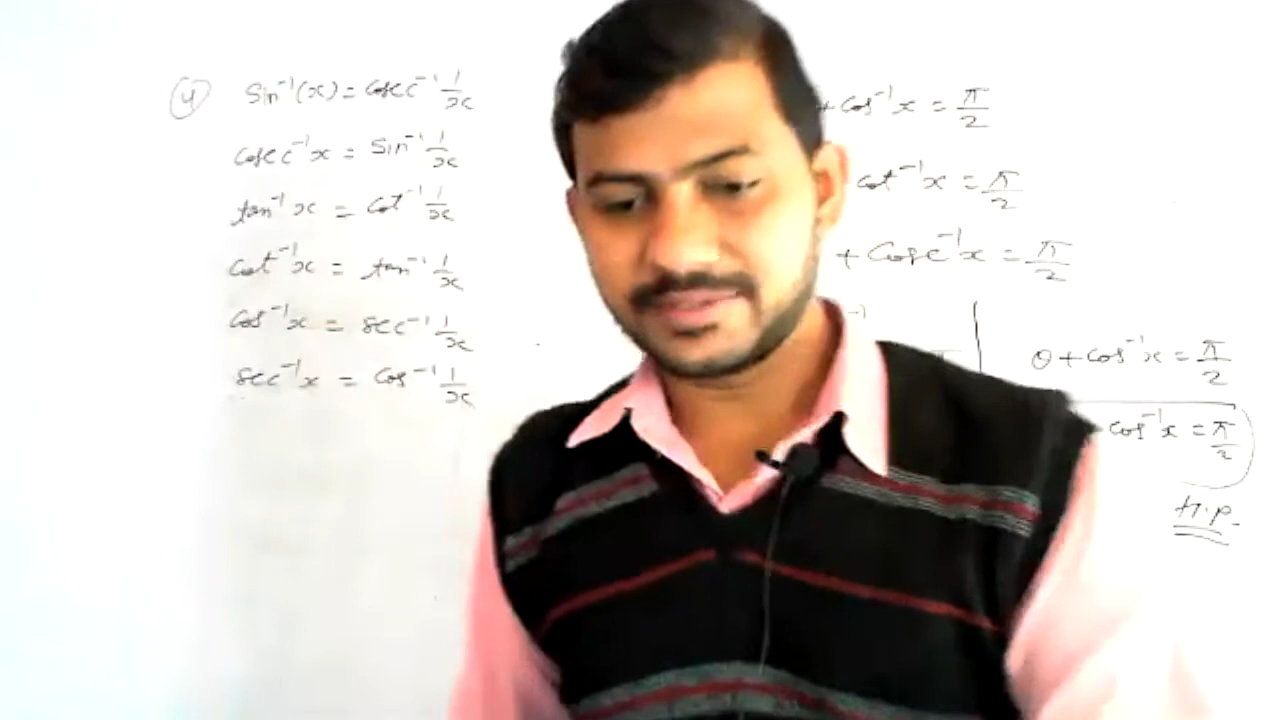 4 Sin⁻¹(x) = Cosec⁻¹ 1/x
Cosec⁻¹x = Sin⁻¹ 1/x
tan⁻¹x = Cot⁻¹ 1/x
Cot⁻¹x = tan⁻¹ 1/x
Cos⁻¹x = sec⁻¹ 1/x
sec⁻¹x = Cos⁻¹ 1/x
+ Cos⁻¹x = π/2
Cot⁻¹x = π/2
+ Cosec⁻¹x = π/2
θ + Cos⁻¹x = π/2
Cos⁻¹x = π/2
H.P.